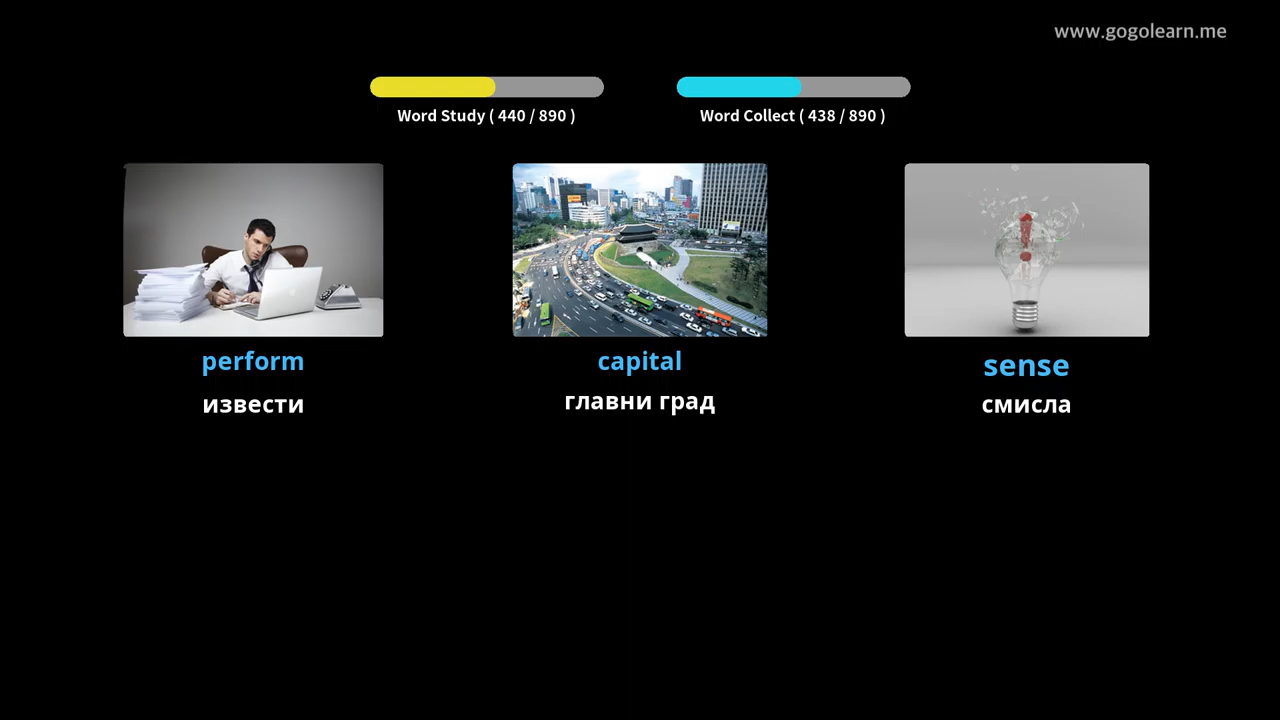 www.gogolearn.me
Word Study ( 440 / 890 )
Word Collect ( 438 / 890 )
perform
capital
sense
извести
главни град
смисла